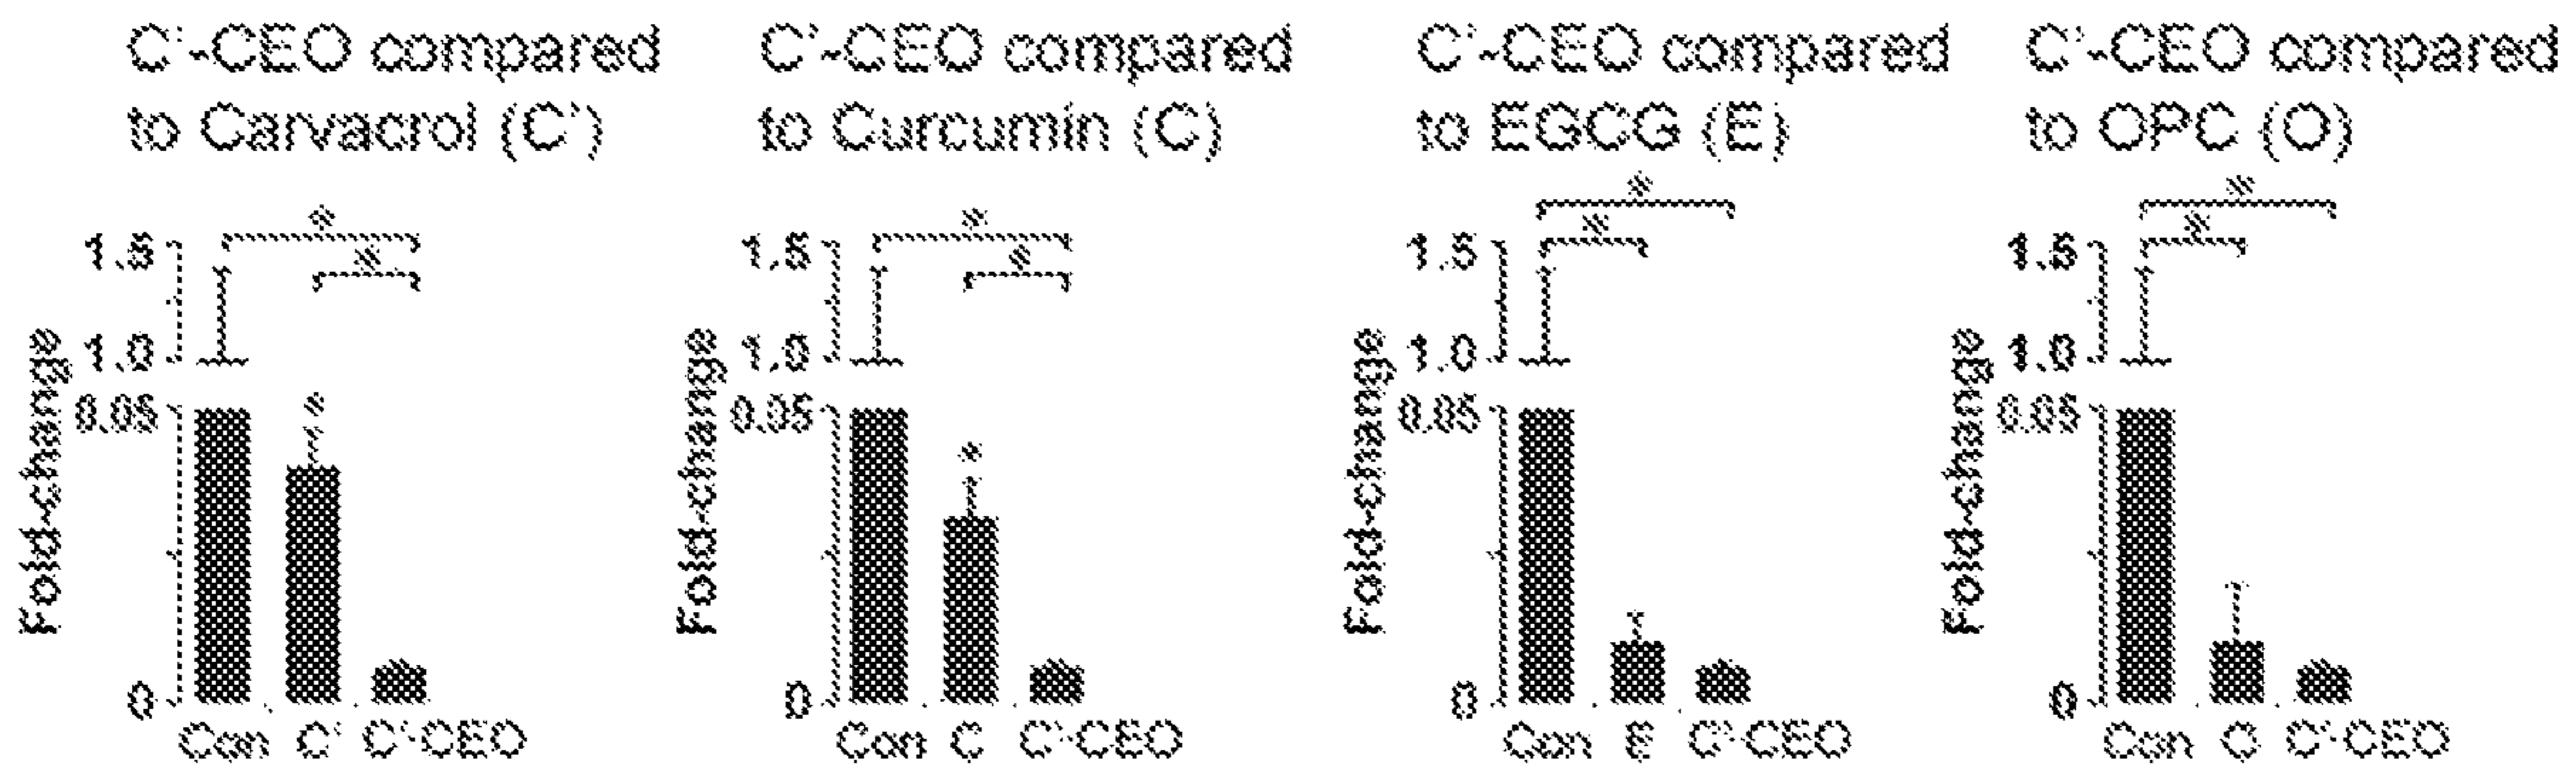 C'-CEO compared
to Carvacrol (C')
*
*
1.5
1.0
0.05
*
0
Fold-change
Con C' C'-CEO
C'-CEO compared
to Curcumin (C)
*
*
1.5
1.0
0.05
*
0
Fold-change
Con C C'-CEO
C'-CEO compared
to EGCG (E)
*
*
1.5
1.0
0.05
0
Fold-change
Con E C'-CEO
C'-CEO compared
to OPC (O)
*
*
1.5
1.0
0.05
0
Fold-change
Con O C'-CEO